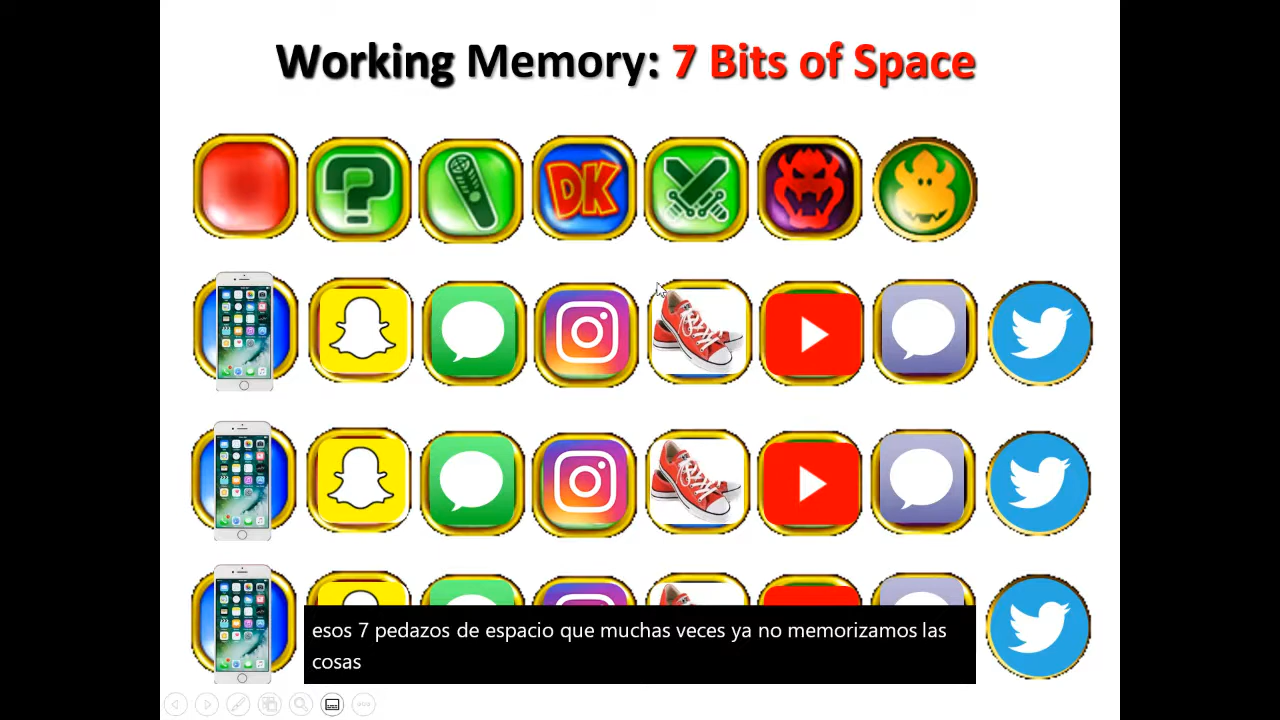 Working Memory: 7 Bits of Space
?
DK
esos 7 pedazos de espacio que muchas veces ya no memorizamos las
cosas